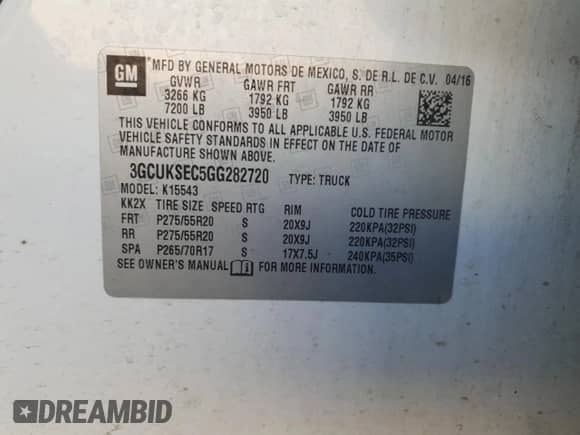 GM *MFD BY GENERAL MOTORS DE MEXICO, S. DE R.L. DE C.V. 04/16
GVWR GAWR FRT GAWR RR
3266 KG 1792 KG 1792 KG
7200 LB 3950 LB 3950 LB
THIS VEHICLE CONFORMS TO ALL APPLICABLE U.S. FEDERAL MOTOR
VEHICLE SAFETY STANDARDS IN EFFECT ON THE DATE OF
MANUFACTURE SHOWN ABOVE.
3GCUKSEC5GG282720 TYPE: TRUCK
MODEL: K15543
KK2X TIRE SIZE SPEED RTG RIM COLD TIRE PRESSURE
FRT P275/55R20 S 20X9J 220KPA(32PSI)
RR P275/55R20 S 20X9J 220KPA(32PSI)
SPA P265/70R17 S 17X7.5J 240KPA(35PSI)
SEE OWNER'S MANUAL FOR MORE INFORMATION.
DREAMBID